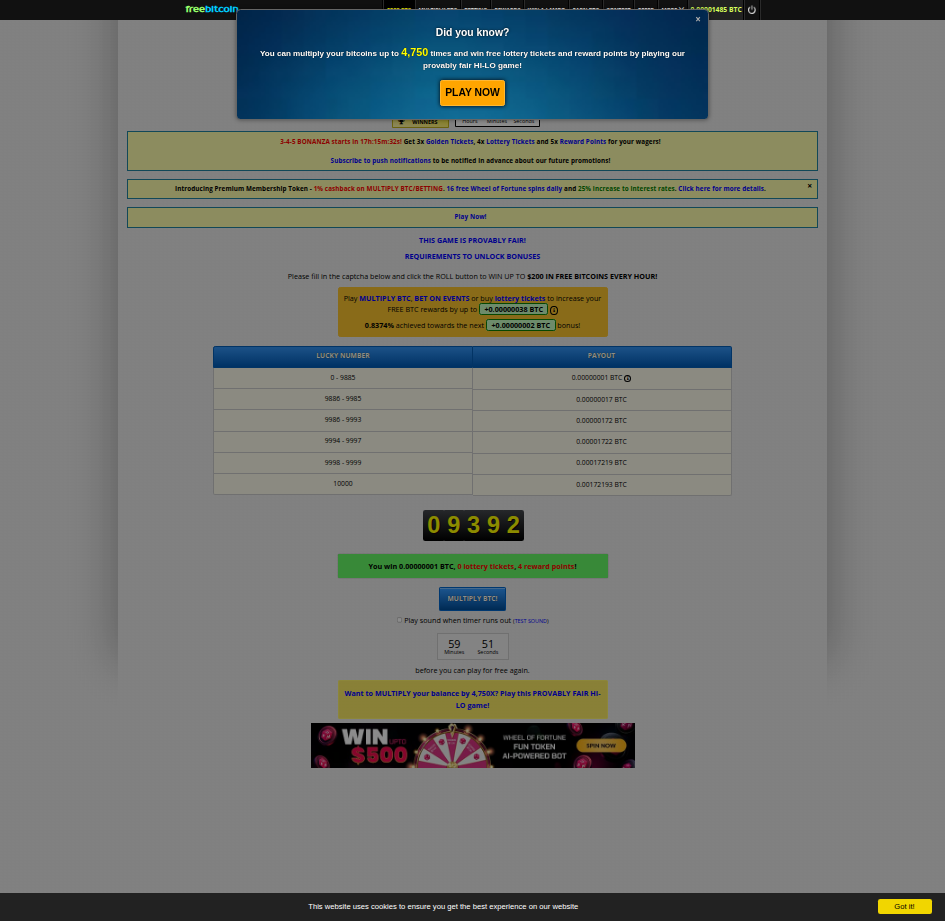 freebitcoin
0.00001485 BTC
×
Did you know?
You can multiply your bitcoins up to 4,750 times and win free lottery tickets and reward points by playing our
provably fair HI-LO game!
PLAY NOW
WINNERS
Hours Minutes Seconds
3-4-5 BONANZA starts in 17h:15m:32s! Get 3x Golden Tickets, 4x Lottery Tickets and 5x Reward Points for your wagers!
Subscribe to push notifications to be notified in advance about our future promotions!
Introducing Premium Membership Token - 1% cashback on MULTIPLY BTC/BETTING. 16 free Wheel of Fortune spins daily and 25% increase to interest rates. Click here for more details.
×
Play Now!
THIS GAME IS PROVABLY FAIR!
REQUIREMENTS TO UNLOCK BONUSES
Please fill in the captcha below and click the ROLL button to WIN UP TO $200 IN FREE BITCOINS EVERY HOUR!
Play MULTIPLY BTC, BET ON EVENTS or buy lottery tickets to increase your
FREE BTC rewards by up to +0.00000038 BTC
0.8374% achieved towards the next +0.00000002 BTC bonus!
LUCKY NUMBER PAYOUT
0 - 9885 0.00000001 BTC
9886 - 9985 0.00000017 BTC
9986 - 9993 0.00000172 BTC
9994 - 9997 0.00001722 BTC
9998 - 9999 0.00017219 BTC
10000 0.00172193 BTC
09392
You win 0.00000001 BTC, 0 lottery tickets, 4 reward points!
MULTIPLY BTC!
Play sound when timer runs out (TEST SOUND)
59 51
Minutes Seconds
before you can play for free again.
Want to MULTIPLY your balance by 4,750X? Play this PROVABLY FAIR HI-
LO game!
WIN UPTO
$500
WHEEL OF FORTUNE
FUN TOKEN
AI-POWERED BOT
SPIN NOW
This website uses cookies to ensure you get the best experience on our website
Got it!